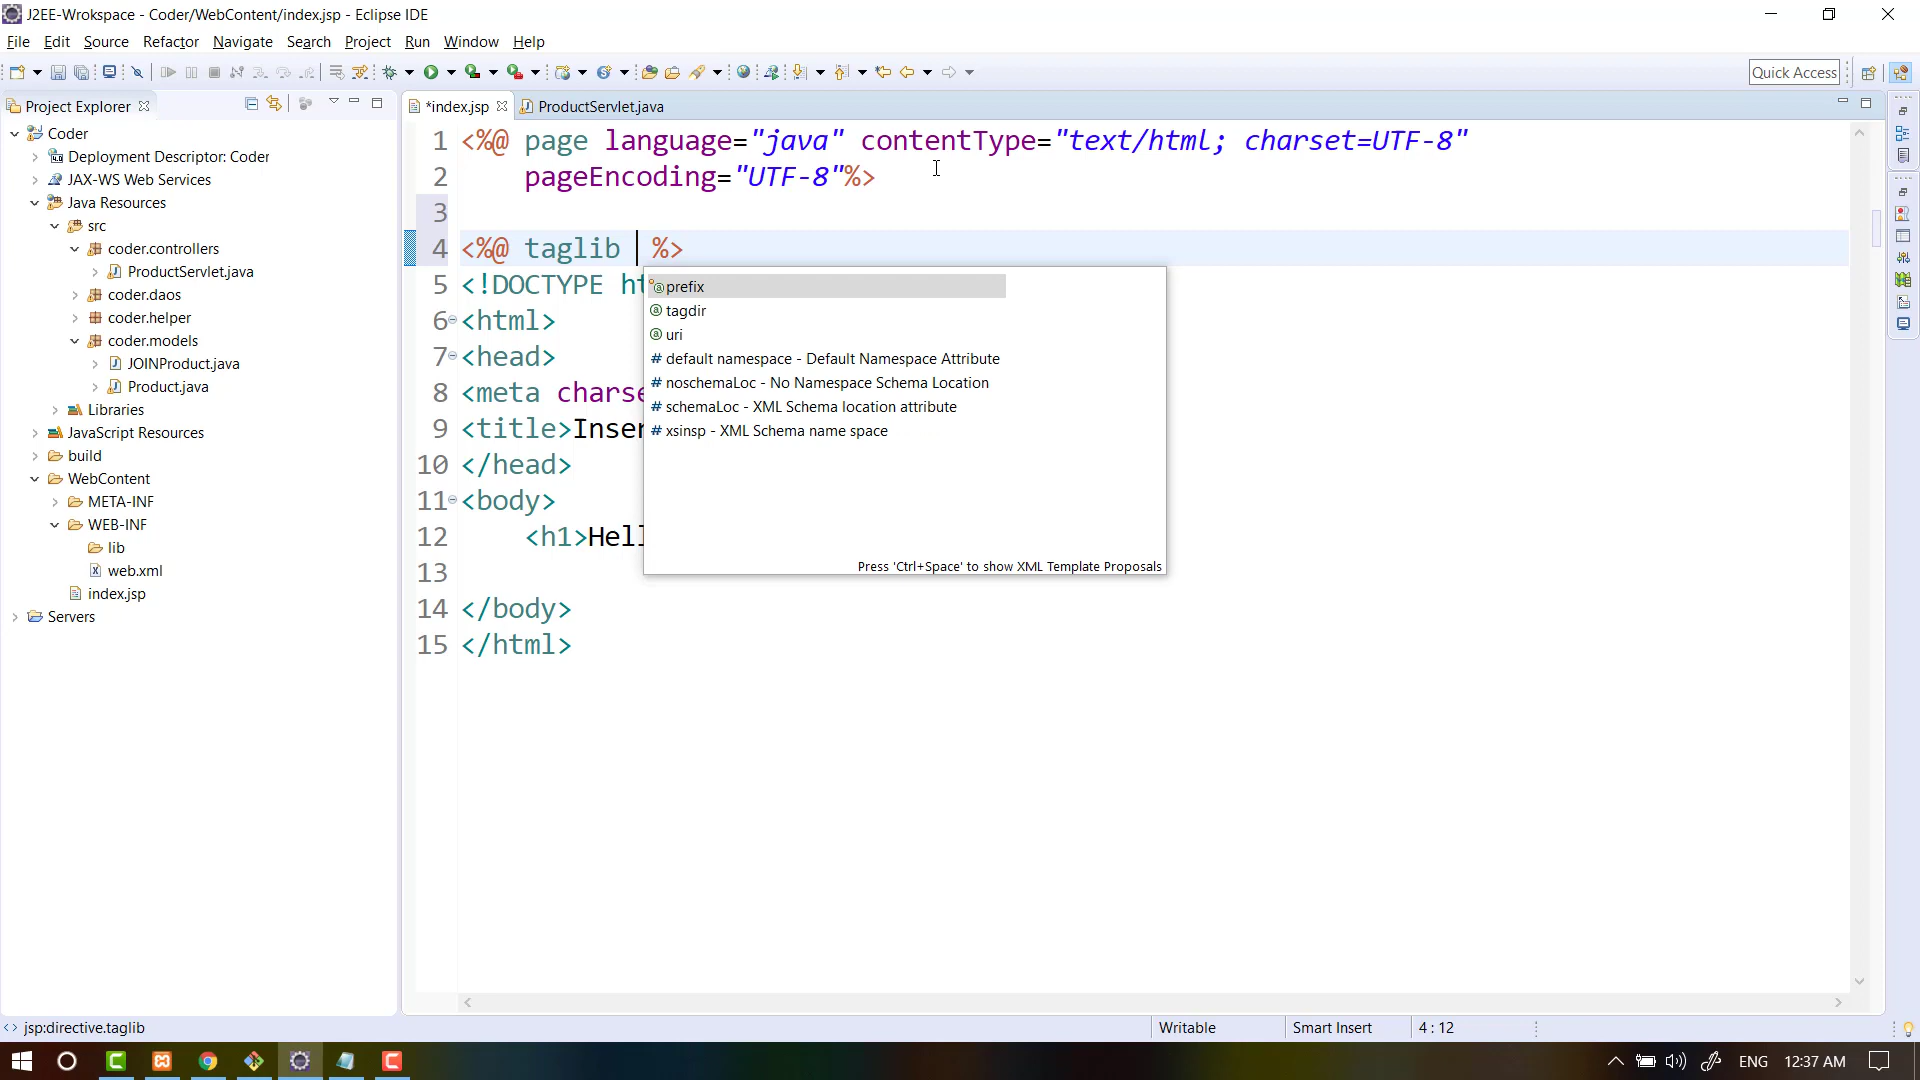 J2EE-Wrokspace - Coder/WebContent/index.jsp - Eclipse IDE
File Edit Source Refactor Navigate Search Project Run Window Help
Quick Access
Project Explorer
*index.jsp
ProductServlet.java
Coder
Deployment Descriptor: Coder
JAX-WS Web Services
Java Resources
src
coder.controllers
ProductServlet.java
coder.daos
coder.helper
coder.models
JOINProduct.java
Product.java
Libraries
JavaScript Resources
build
WebContent
META-INF
WEB-INF
lib
web.xml
index.jsp
Servers
1 <%@ page language="java" contentType="text/html; charset=UTF-8"
2 pageEncoding="UTF-8"%>
3
4 <%@ taglib %>
5 <!DOCTYPE ht
6 <html>
7 <head>
8 <meta charse
9 <title>Inser
10 </head>
11 <body>
12 <h1>Hell
13
14 </body>
15 </html>
prefix
tagdir
uri
# default namespace - Default Namespace Attribute
# noschemaLoc - No Namespace Schema Location
# schemaLoc - XML Schema location attribute
# xsinsp - XML Schema name space
Press 'Ctrl+Space' to show XML Template Proposals
jsp:directive.taglib
Writable
Smart Insert
4 : 12
ENG
12:37 AM